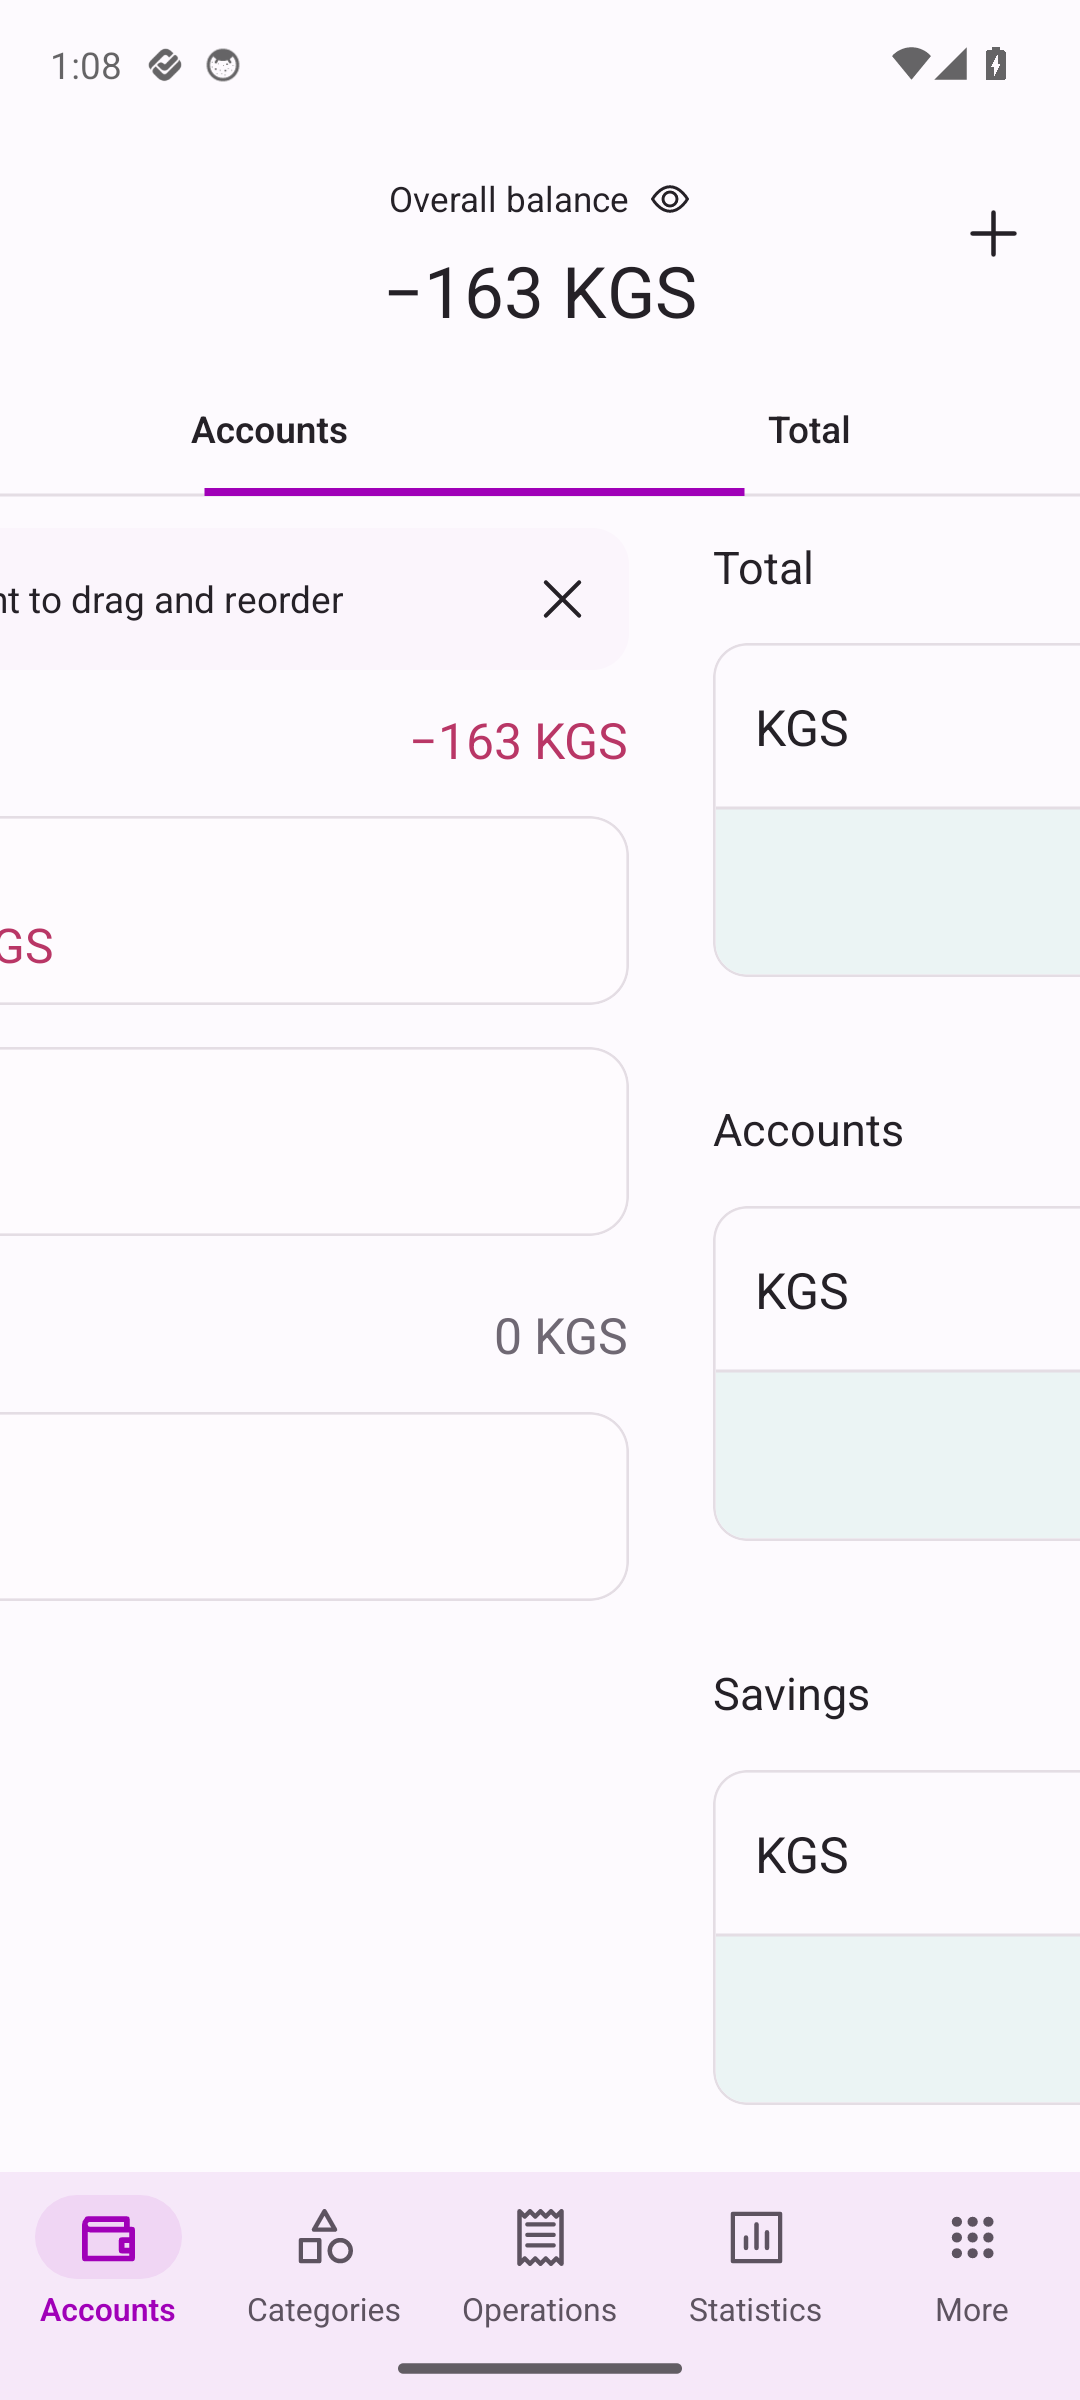 1:08
Overall balance
−163 KGS
Accounts
Total
nt to drag and reorder
−163 KGS
GS
0 KGS
Total
KGS
Accounts
KGS
Savings
KGS
Accounts
Categories
Operations
Statistics
More